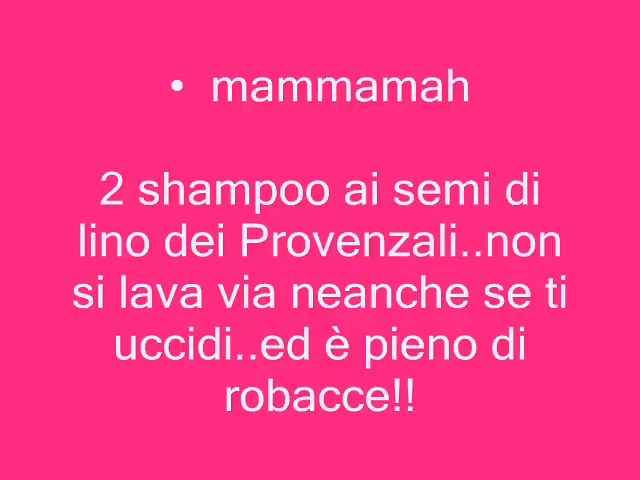 • mammamah
2 shampoo ai semi di
lino dei Provenzali..non
si lava via neanche se ti
uccidi..ed è pieno di
robacce!!